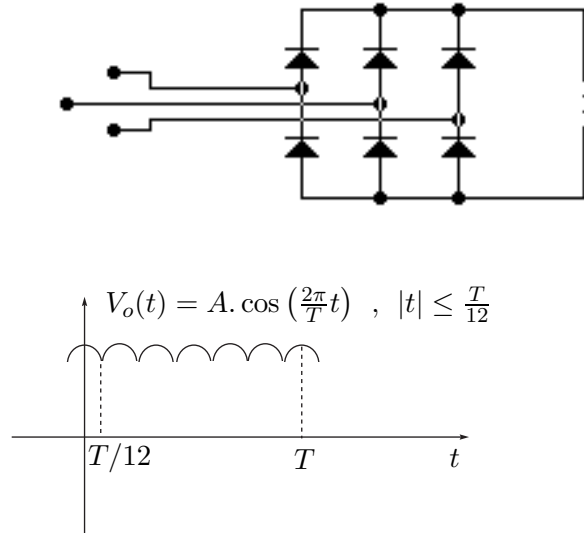 V_o(t) = A. cos (2π/T t) , |t| ≤ T/12
T/12 T t